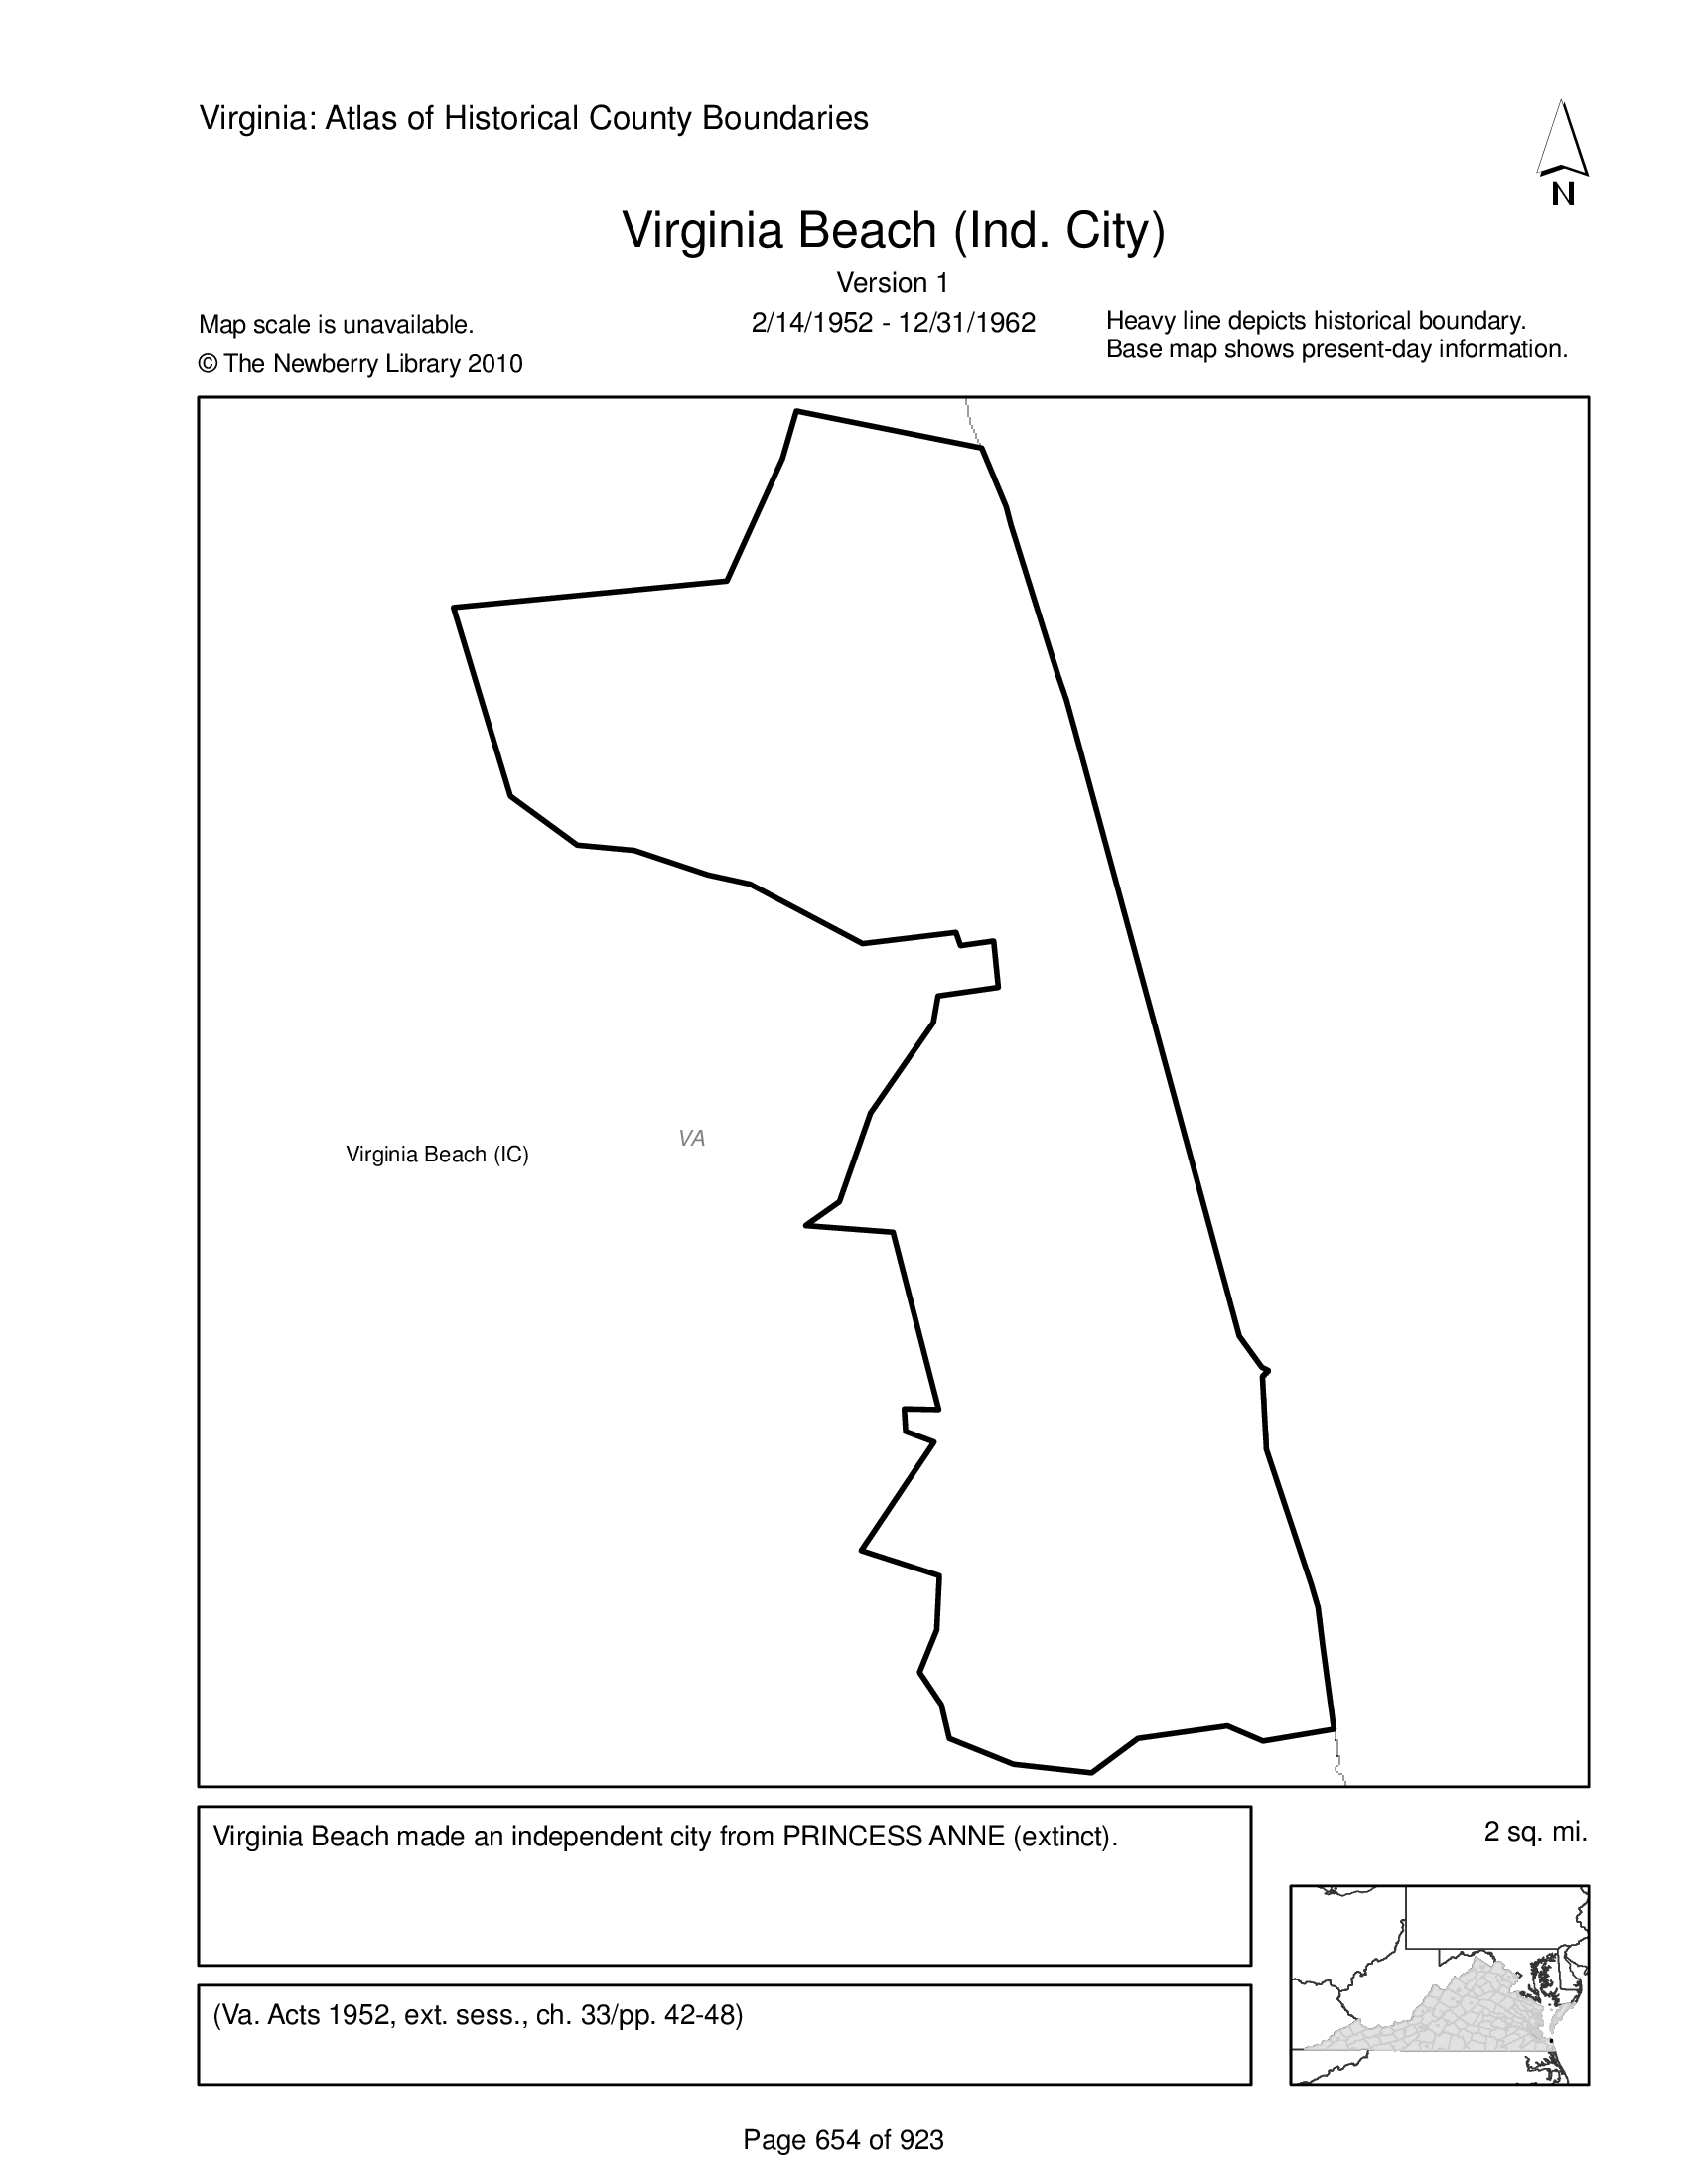 Virginia: Atlas of Historical County Boundaries
N
Virginia Beach (Ind. City)
Version 1
Map scale is unavailable.
2/14/1952 - 12/31/1962
Heavy line depicts historical boundary.
© The Newberry Library 2010
Base map shows present-day information.
VA
Virginia Beach (IC)
Virginia Beach made an independent city from PRINCESS ANNE (extinct).
2 sq. mi.
(Va. Acts 1952, ext. sess., ch. 33/pp. 42-48)
Page 654 of 923